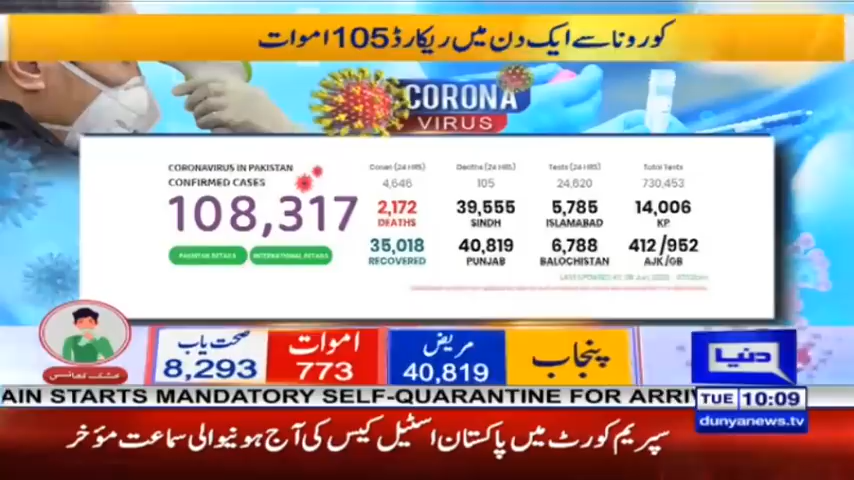 کورونا سے ایک دن میں ریکارڈ 105 اموات
CORONA
VIRUS
CORONAVIRUS IN PAKISTAN
CONFIRMED CASES
108,317
PAKISTAN DETAILS INTERNATIONAL DETAILS
Cases (24 HRS) Deaths (24 HRS) Tests (24 HRS) Total Tests
4,646 105 24,620 730,453
2,172 39,555 5,785 14,006
DEATHS SINDH ISLAMABAD KP
35,018 40,819 6,788 412/952
RECOVERED PUNJAB BALOCHISTAN AJK/GB
خشک کھانسی
پنجاب مریض اموات صحت یاب
40,819 773 8,293
دنیا
AIN STARTS MANDATORY SELF-QUARANTINE FOR ARRIV
TUE 10:09
dunyanews.tv
سپریم کورٹ میں پاکستان اسٹیل کیس کی آج ہونیوالی سماعت مؤخر